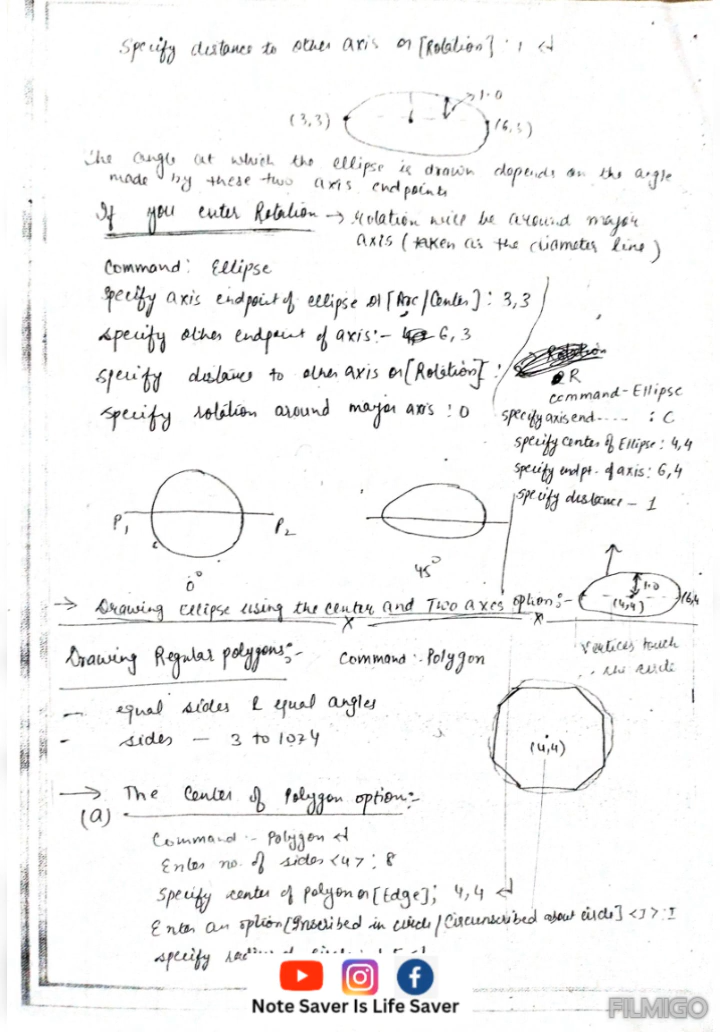 Specify distance to other axis or [Rotation] : 1 ↵
1.0
(3,3)
(6,3)
The angle at which the ellipse is drawn depends on the angle
made by these two axis endpoints
If you enter Rotation → Rotation will be around major
axis (taken as the diameter line)
Command: Ellipse
Specify axis endpoint of ellipse or [Arc/Center] : 3,3
specify other endpoint of axis:- 6,3
specify distance to other axis or [Rotation] :
R
specify rotation around major axis : 0
command-Ellipse
specify axis end---- : C
specify center of Ellipse : 4,4
specify endpt. of axis: 6,4
specify distance - 1
P1 P2
0°
45°
→ Drawing Ellipse using the center and Two axes option:-
1.0
(4,4)
(6,4
Drawing Regular polygons:- Command :- Polygon
Vertices touch
the circle
- equal sides & equal angles
- sides - 3 to 1024
(4,4)
→ The Center of Polygon option:-
(a)
Command :- Polygon ↵
Enter no. of sides <4> : 8
Specify center of polygon or [Edge]; 4,4 ↵
Enter an option [Inscribed in circle / Circumscribed about circle] <I> : I
specify
Note Saver Is Life Saver
FILMIGO